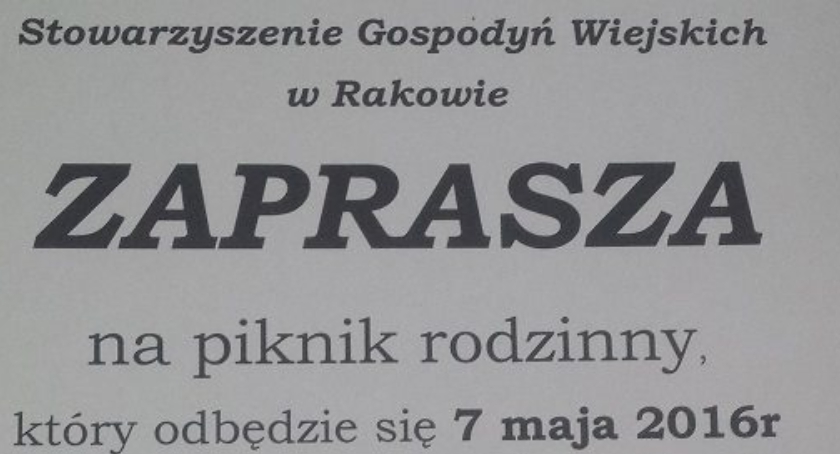 Stowarzyszenie Gospodyń Wiejskich
w Rakowie
ZAPRASZA
na piknik rodzinny,
który odbędzie się 7 maja 2016r